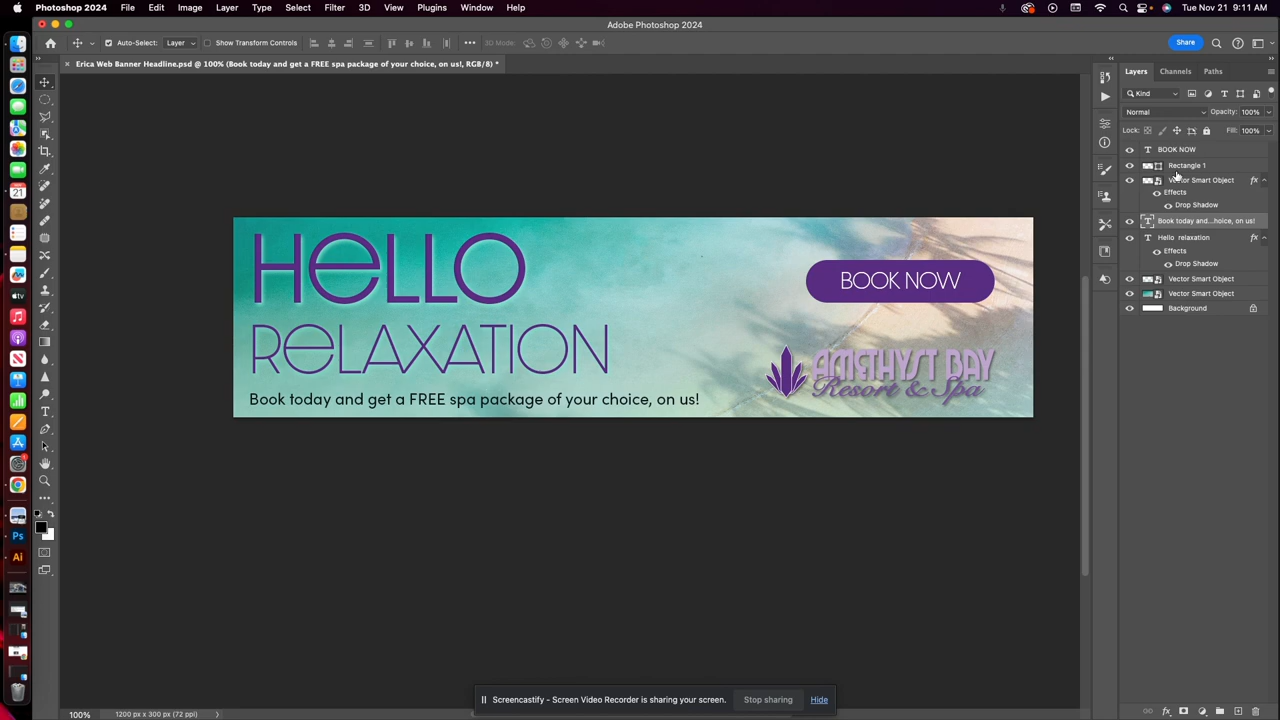 Photoshop 2024 File Edit Image Layer Type Select Filter 3D View Plugins Window Help Tue Nov 21 9:11 AM
Adobe Photoshop 2024
Auto-Select: Layer Show Transform Controls 3D Mode: Share
Erica Web Banner Headline.psd @ 100% (Book today and get a FREE spa package of your choice, on us!, RGB/8) *
Layers Channels Paths
Kind
Normal Opacity: 100%
Lock: Fill: 100%
BOOK NOW
Rectangle 1
Vector Smart Object fx
Effects
Drop Shadow
Book today and...hoice, on us!
Hello relaxation fx
Effects
Drop Shadow
Vector Smart Object
Vector Smart Object
Background
HeLLO
ReLAXATION
Book today and get a FREE spa package of your choice, on us!
BOOK NOW
AMETHYST BAY
Resort & Spa
21
tv
Ps
Ai
Screencastify - Screen Video Recorder is sharing your screen. Stop sharing Hide
100% 1200 px x 300 px (72 ppi)